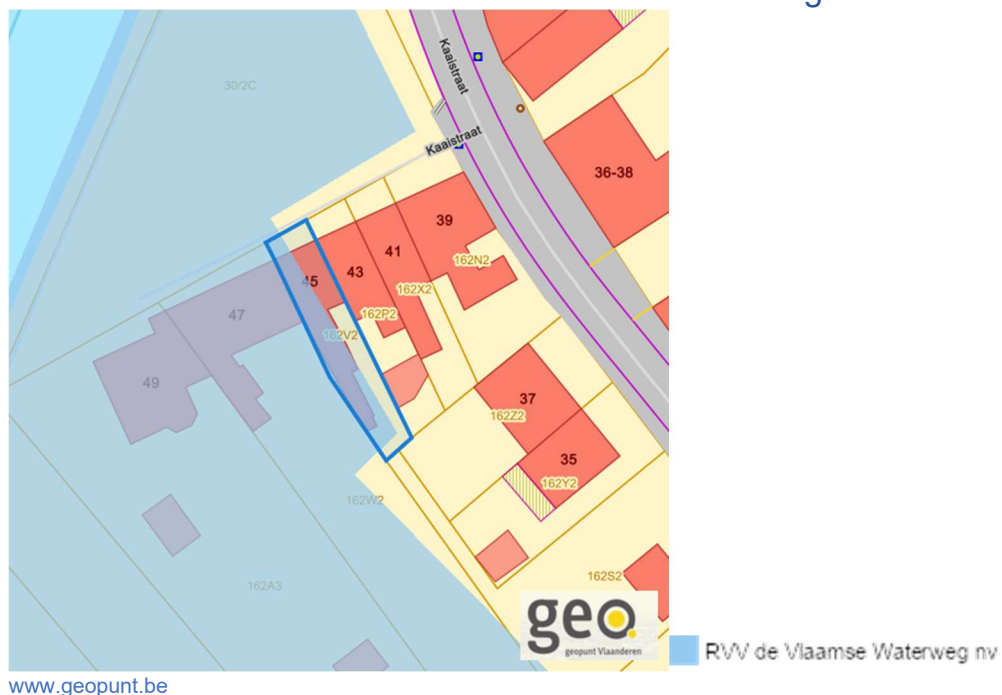 g
Kaaistraat
30/2C
Kaaistraat
36-38
39
41
162N2
43
45
162X2
47
162P2
162V2
49
37
162Z2
35
162Y2
162W2
162A3
162S2
geo.
geopunt Vlaanderen
RVV de Vlaamse Waterweg nv
www.geopunt.be